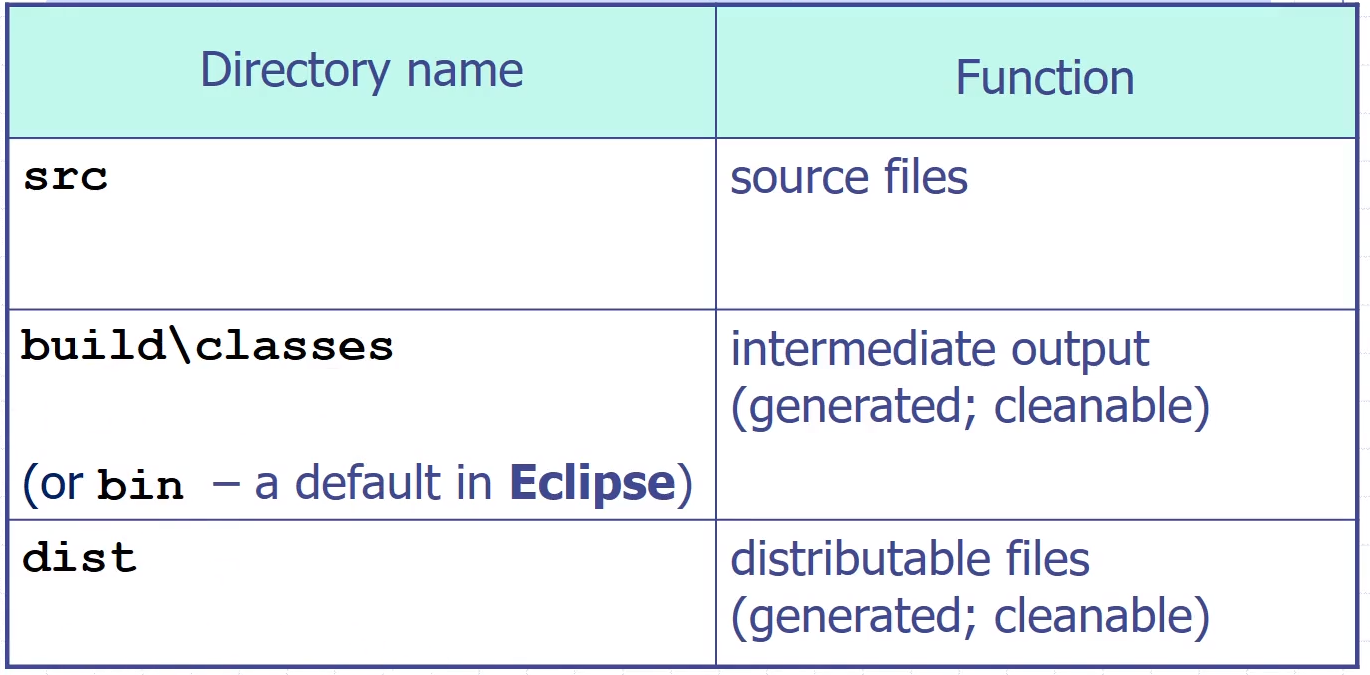 Directory name
Function
src
source files
build\classes
(or bin – a default in Eclipse)
intermediate output
(generated; cleanable)
dist
distributable files
(generated; cleanable)